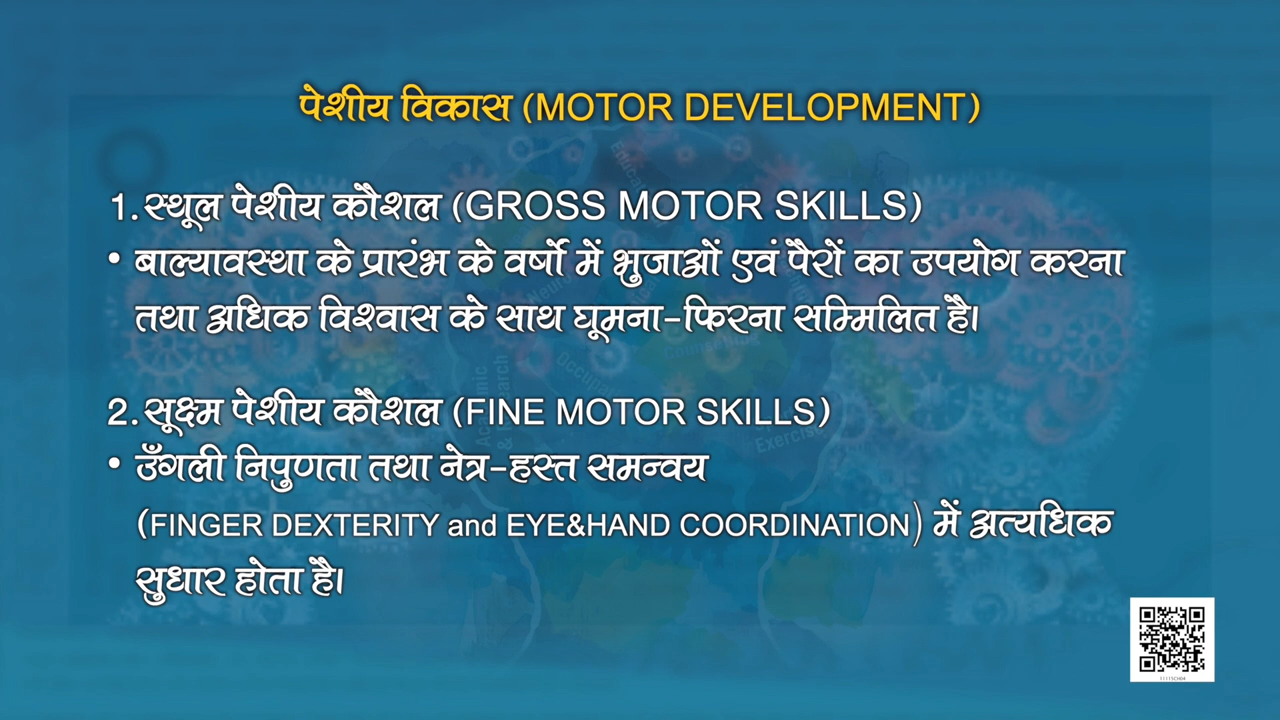 पेशीय विकास (MOTOR DEVELOPMENT)
1. स्थूल पेशीय कौशल (GROSS MOTOR SKILLS)
• बाल्यावस्था के प्रारंभ के वर्षो में भुजाओं एवं पैरों का उपयोग करना
तथा अधिक विश्वास के साथ घूमना-फिरना सम्मिलित है।
2. सूक्ष्म पेशीय कौशल (FINE MOTOR SKILLS)
• उँगली निपुणता तथा नेत्र-हस्त समन्वय
(FINGER DEXTERITY and EYE&HAND COORDINATION) में अत्यधिक
सुधार होता है।